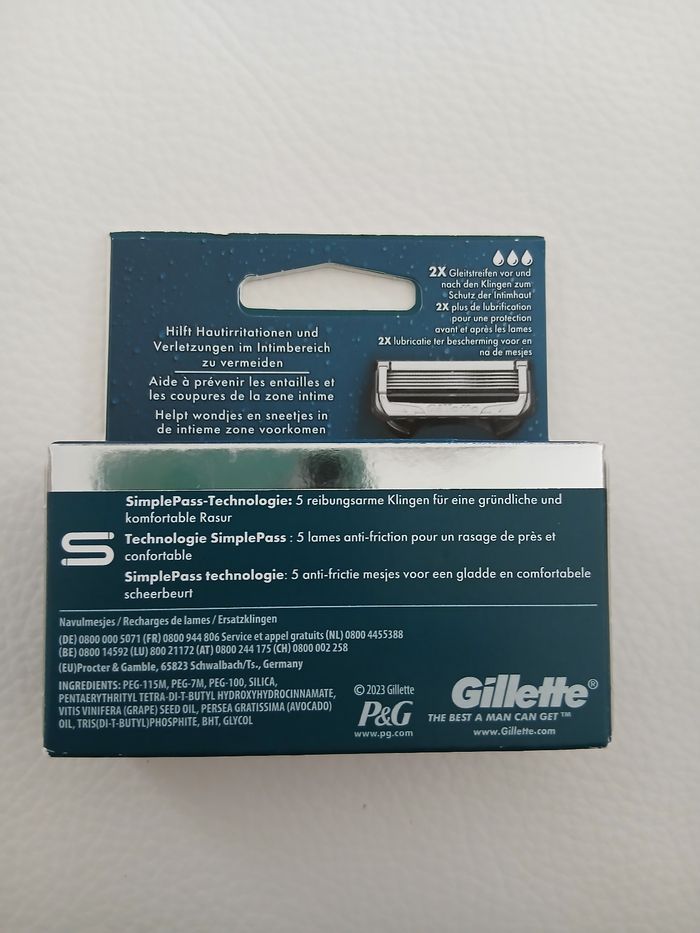 2X Gleitstreifen vor und
nach den Klingen zum
Schutz der Intimhaut
2X plus de lubrification
pour une protection
avant et après les lames
2X lubricatie ter bescherming voor en
na de mesjes
Hilft Hautirritationen und
Verletzungen im Intimbereich
zu vermeiden
Aide à prévenir les entailles et
les coupures de la zone intime
Helpt wondjes en sneetjes in
de intieme zone voorkomen
Gillette
SimplePass-Technologie: 5 reibungsarme Klingen für eine gründliche und
komfortable Rasur
Technologie SimplePass : 5 lames anti-friction pour un rasage de près et
confortable
SimplePass technologie: 5 anti-frictie mesjes voor een gladde en comfortabele
scheerbeurt
Navulmesjes / Recharges de lames / Ersatzklingen
(DE) 0800 000 5071 (FR) 0800 944 806 Service et appel gratuits (NL) 0800 4455388
(BE) 0800 14592 (LU) 800 21172 (AT) 0800 244 175 (CH) 0800 002 258
(EU)Procter & Gamble, 65823 Schwalbach/Ts., Germany
INGREDIENTS: PEG-115M, PEG-7M, PEG-100, SILICA,
PENTAERYTHRITYL TETRA-DI-T-BUTYL HYDROXYHYDROCINNAMATE,
VITIS VINIFERA (GRAPE) SEED OIL, PERSEA GRATISSIMA (AVOCADO)
OIL, TRIS(DI-T-BUTYL)PHOSPHITE, BHT, GLYCOL
© 2023 Gillette
P&G
www.pg.com
Gillette®
THE BEST A MAN CAN GET™
www.Gillette.com